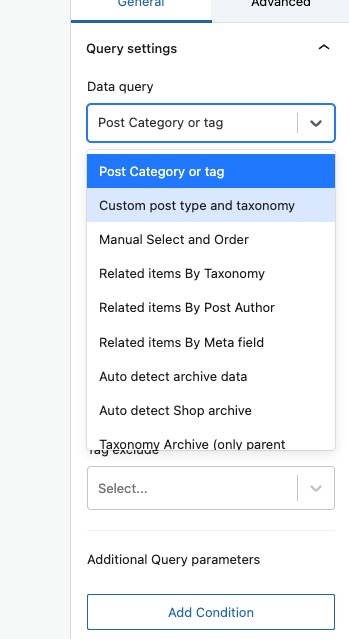 General
Advanced
Query settings
Data query
Post Category or tag
Post Category or tag
Custom post type and taxonomy
Manual Select and Order
Related items By Taxonomy
Related items By Post Author
Related items By Meta field
Auto detect archive data
Auto detect Shop archive
Taxonomy Archive (only parent
Tag exclude
Select...
Additional Query parameters
Add Condition